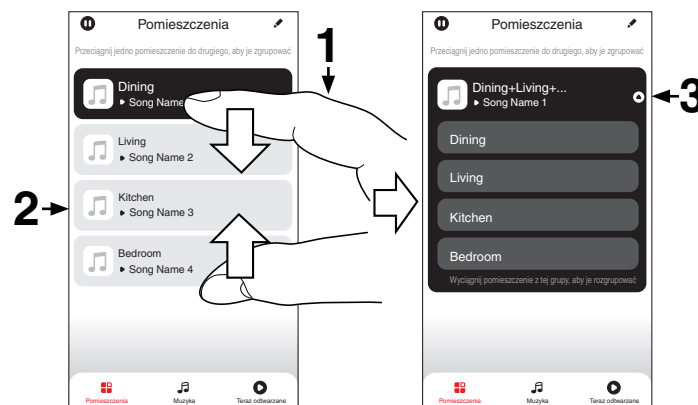 Pomieszczenia
Przeciągnij jedno pomieszczenie do drugiego, aby je zgrupować
Dining
Song Name
Living
Song Name 2
Kitchen
Song Name 3
Bedroom
Song Name 4
Pomieszczenia
Muzyka
Teraz odtwarzane
1
2
Pomieszczenia
Przeciągnij jedno pomieszczenie do drugiego, aby je zgrupować
Dining+Living+...
Song Name 1
3
Dining
Living
Kitchen
Bedroom
Wyciągnij pomieszczenie z tej grupy, aby je rozgrupować
Pomieszczenia
Muzyka
Teraz odtwarzane